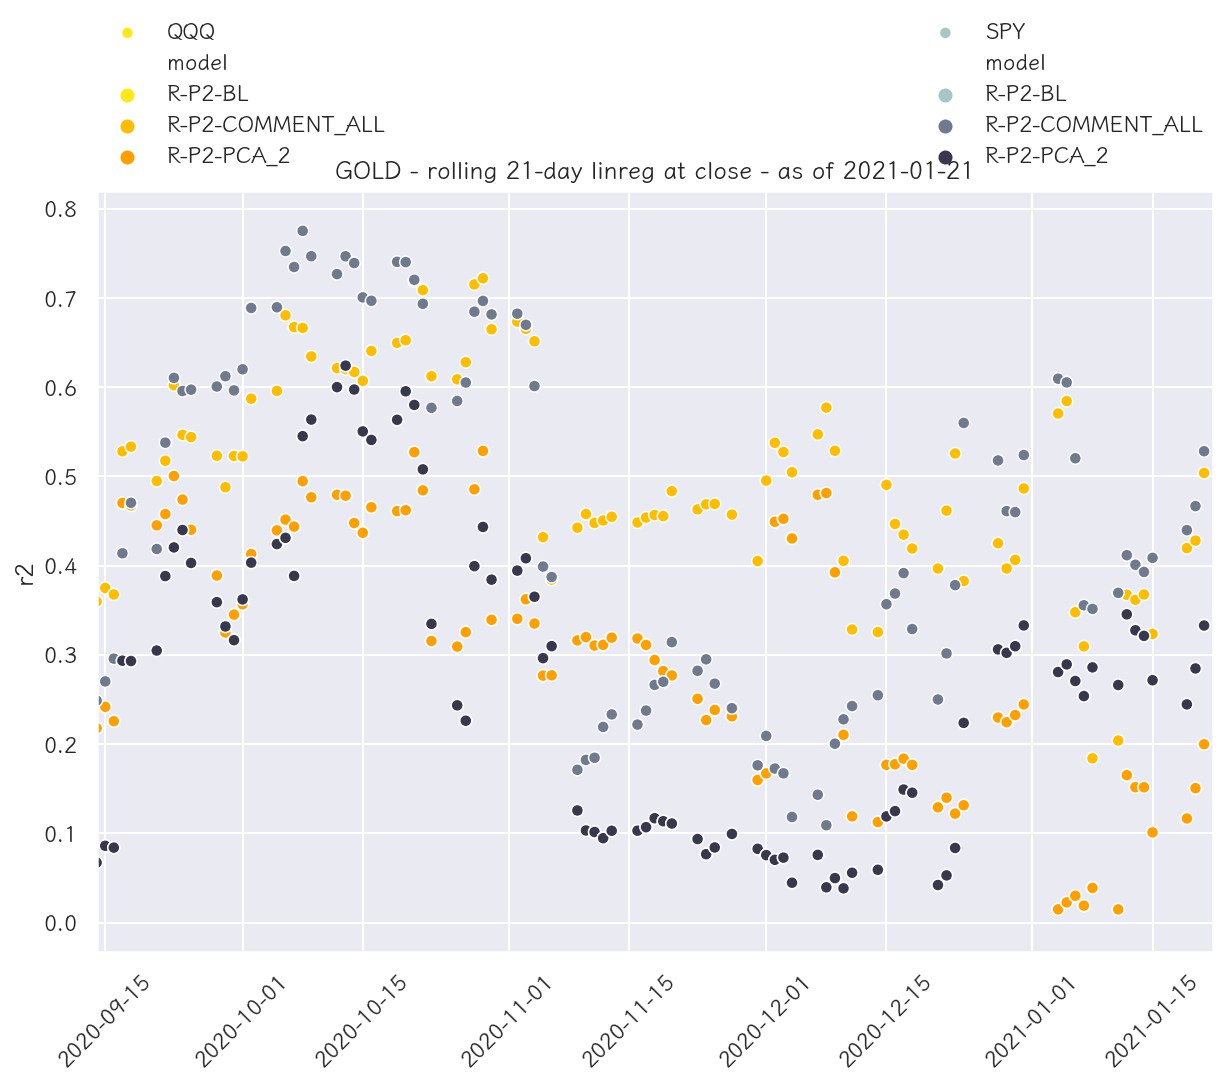 QQQ
model
R-P2-BL
R-P2-COMMENT_ALL
R-P2-PCA_2
SPY
model
R-P2-BL
R-P2-COMMENT_ALL
R-P2-PCA_2
GOLD - rolling 21-day linreg at close - as of 2021-01-21
0.8
0.7
0.6
0.5
0.4
0.3
0.2
0.1
0.0
r2
2020-09-15
2020-10-01
2020-10-15
2020-11-01
2020-11-15
2020-12-01
2020-12-15
2021-01-01
2021-01-15